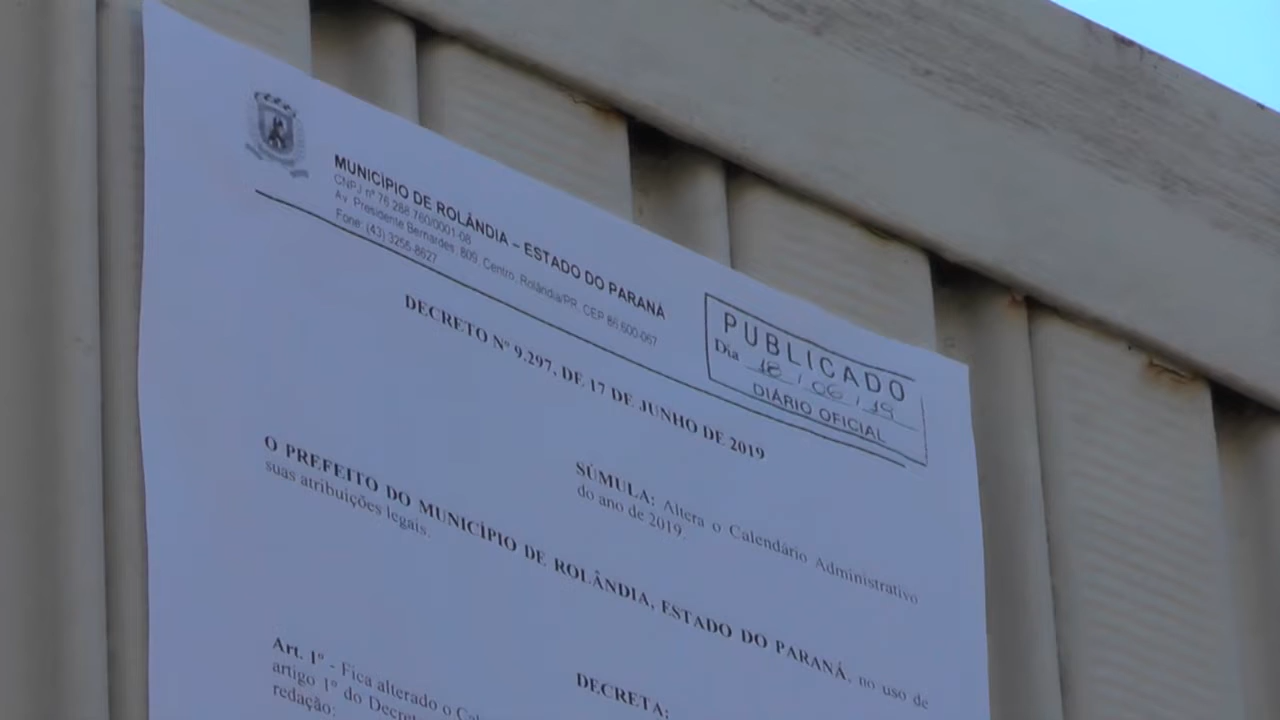 MUNICÍPIO DE ROLÂNDIA – ESTADO DO PARANÁ
CNPJ nº 76.288.760/0001-08
Av. Presidente Bernardes, 809, Centro, Rolândia/PR, CEP 86.600-067
Fone: (43) 3255-8627
PUBLICADO
Dia 18 / 06 / 19
DIÁRIO OFICIAL
DECRETO Nº 9.297, DE 17 DE JUNHO DE 2019
SÚMULA: Altera o Calendário Administrativo
do ano de 2019.
O PREFEITO DO MUNICÍPIO DE ROLÂNDIA, ESTADO DO PARANÁ, no uso de
suas atribuições legais.
DECRETA:
Art. 1º - Fica alterado o
artigo 1º do
redação: